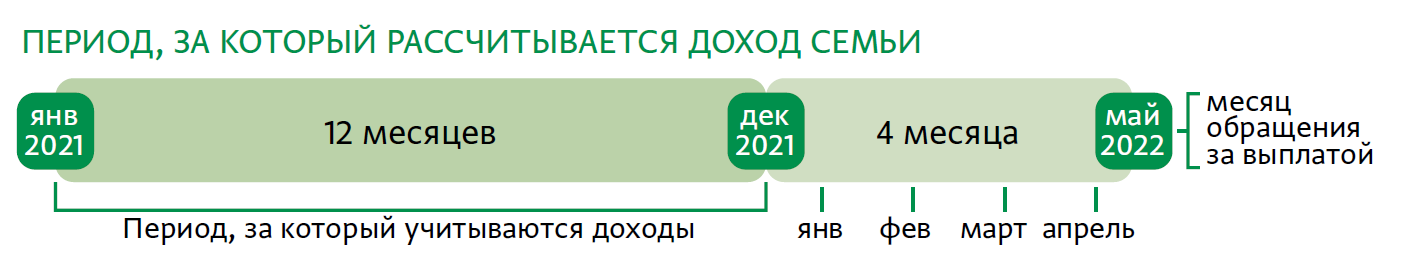 ПЕРИОД, ЗА КОТОРЫЙ РАССЧИТЫВАЕТСЯ ДОХОД СЕМЬИ
янв
2021
12 месяцев
дек
2021
4 месяца
май
2022
месяц
обращения
за выплатой
Период, за который учитываются доходы
янв
фев
март
апрель